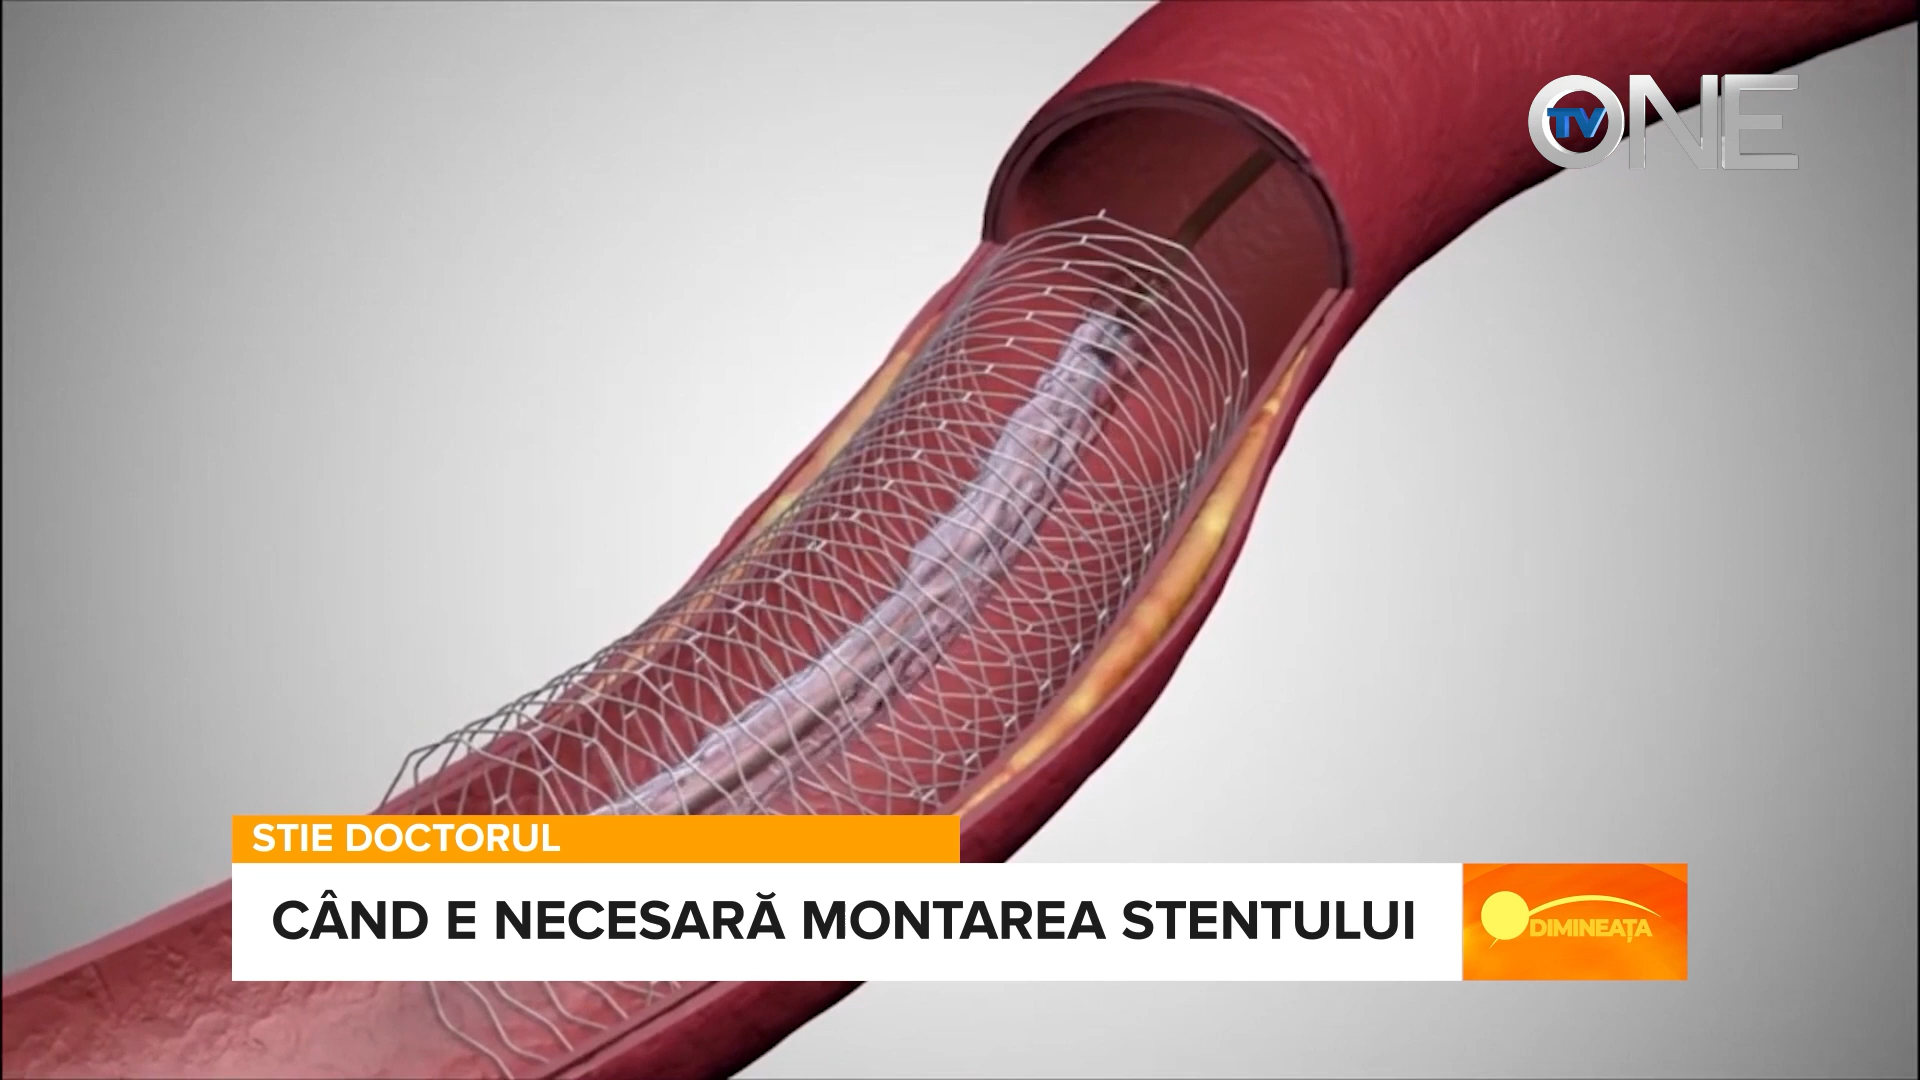 TV ONE
STIE DOCTORUL
CÂND E NECESARĂ MONTAREA STENTULUI
DIMINEAȚA